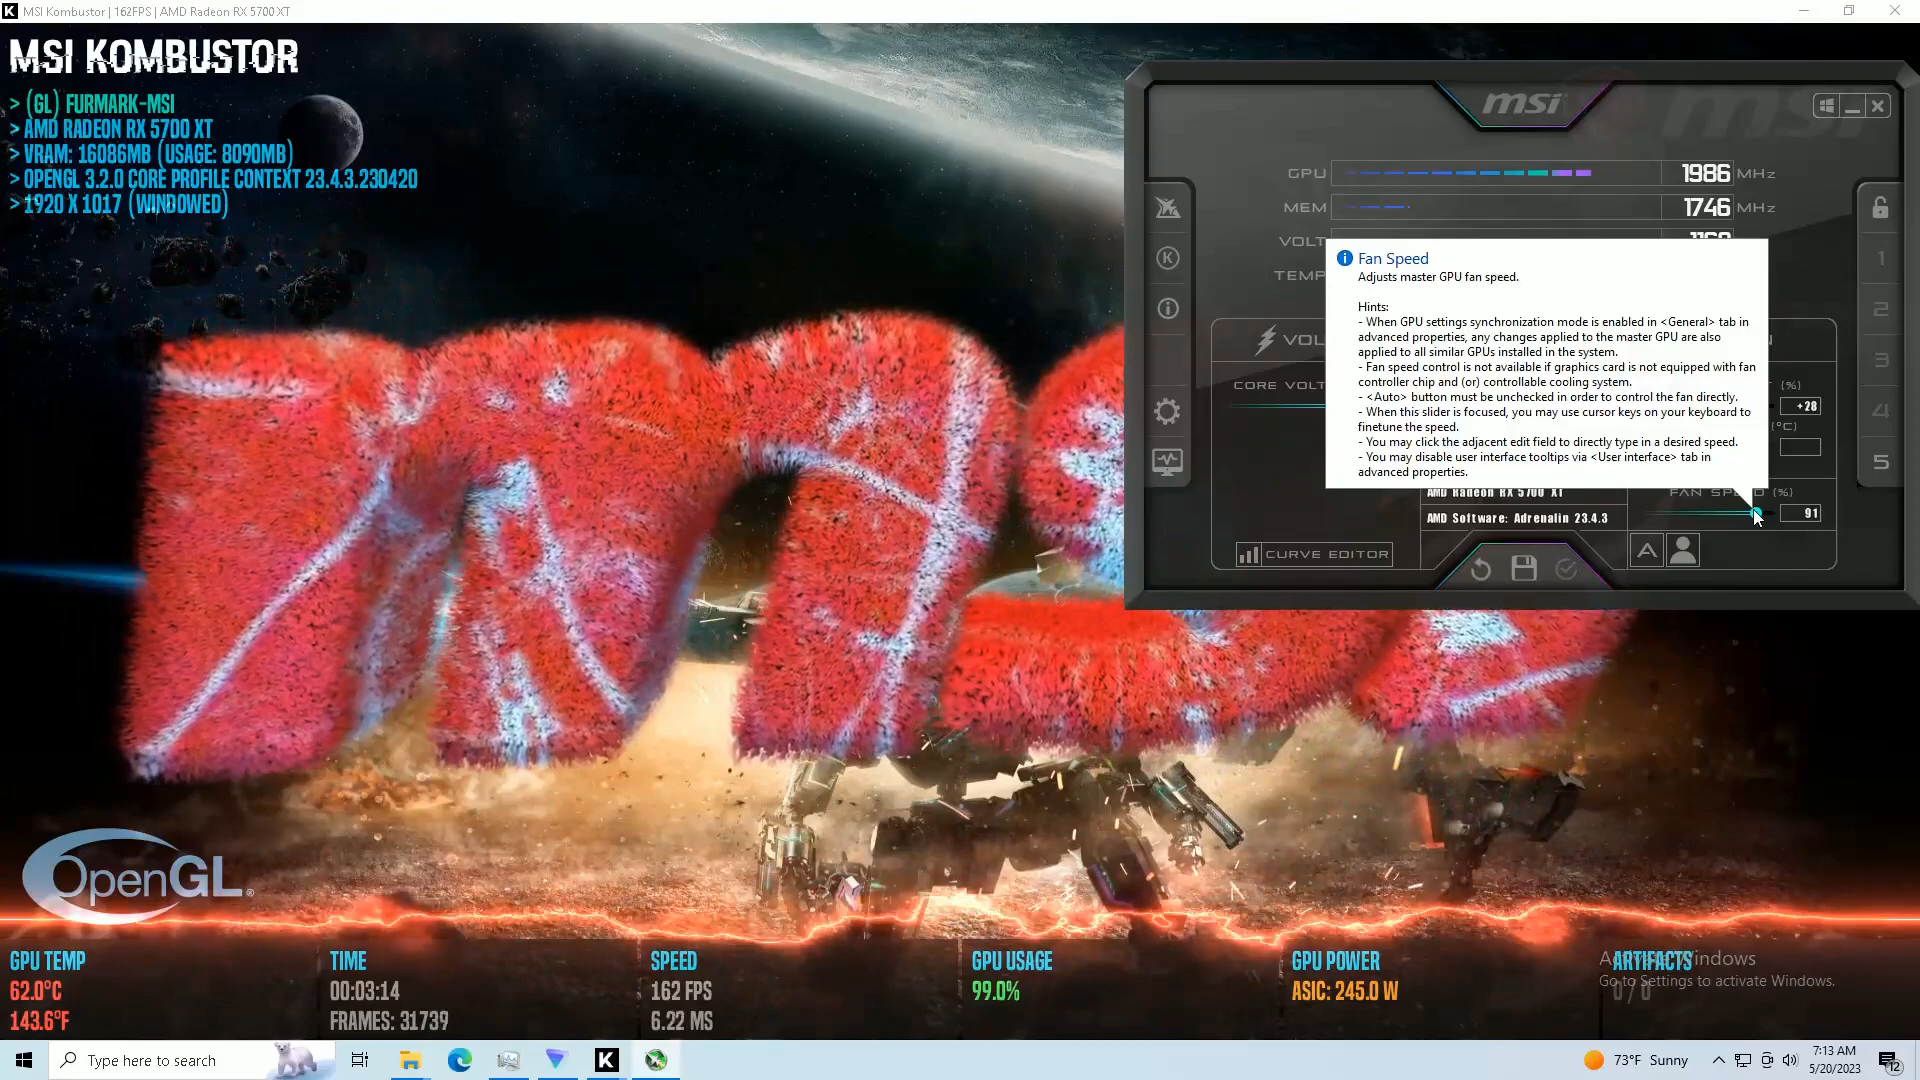 MSI Kombustor | 162FPS | AMD Radeon RX 5700 XT
MSI KOMBUSTOR
> (GL) FURMARK-MSI
> AMD RADEON RX 5700 XT
> VRAM: 16086MB (USAGE: 8090MB)
> OPENGL 3.2.0 CORE PROFILE CONTEXT 23.4.3.230420
> 1920 X 1017 (WINDOWED)
msi
GPU 1986 MHz
MEM 1746 MHz
VOLT
TEMP
Fan Speed
Adjusts master GPU fan speed.
Hints:
- When GPU settings synchronization mode is enabled in <General> tab in
advanced properties, any changes applied to the master GPU are also
applied to all similar GPUs installed in the system.
- Fan speed control is not available if graphics card is not equipped with fan
controller chip and (or) controllable cooling system.
- <Auto> button must be unchecked in order to control the fan directly.
- When this slider is focused, you may use cursor keys on your keyboard to
finetune the speed.
- You may click the adjacent edit field to directly type in a desired speed.
- You may disable user interface tooltips via <User interface> tab in
advanced properties.
VOL
CORE VOLT
(%)
+28
(°C)
K
1
2
3
4
5
AMD Radeon RX 5700 XT
AMD Software: Adrenalin 23.4.3
FAN SPEED (%)
91
CURVE EDITOR
A
OpenGL
GPU TEMP
62.0°C
143.6°F
TIME
00:03:14
FRAMES: 31739
SPEED
162 FPS
6.22 MS
GPU USAGE
99.0%
GPU POWER
ASIC: 245.0 W
ARTIFACTS
0 / 0
Activate Windows
Go to Settings to activate Windows.
Type here to search
K
73°F Sunny
7:13 AM
5/20/2023
12